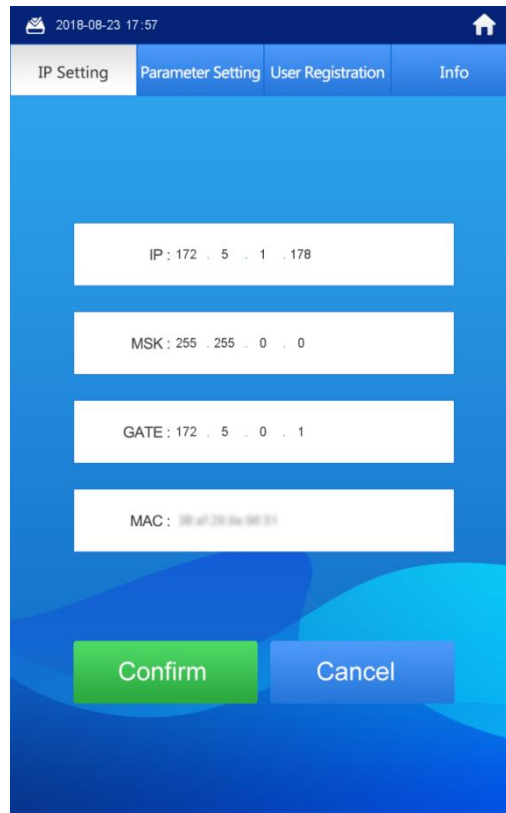 2018-08-23 17:57
IP Setting Parameter Setting User Registration Info
IP : 172 . 5 . 1 . 178
MSK : 255 . 255 . 0 . 0
GATE : 172 . 5 . 0 . 1
MAC :
Confirm Cancel